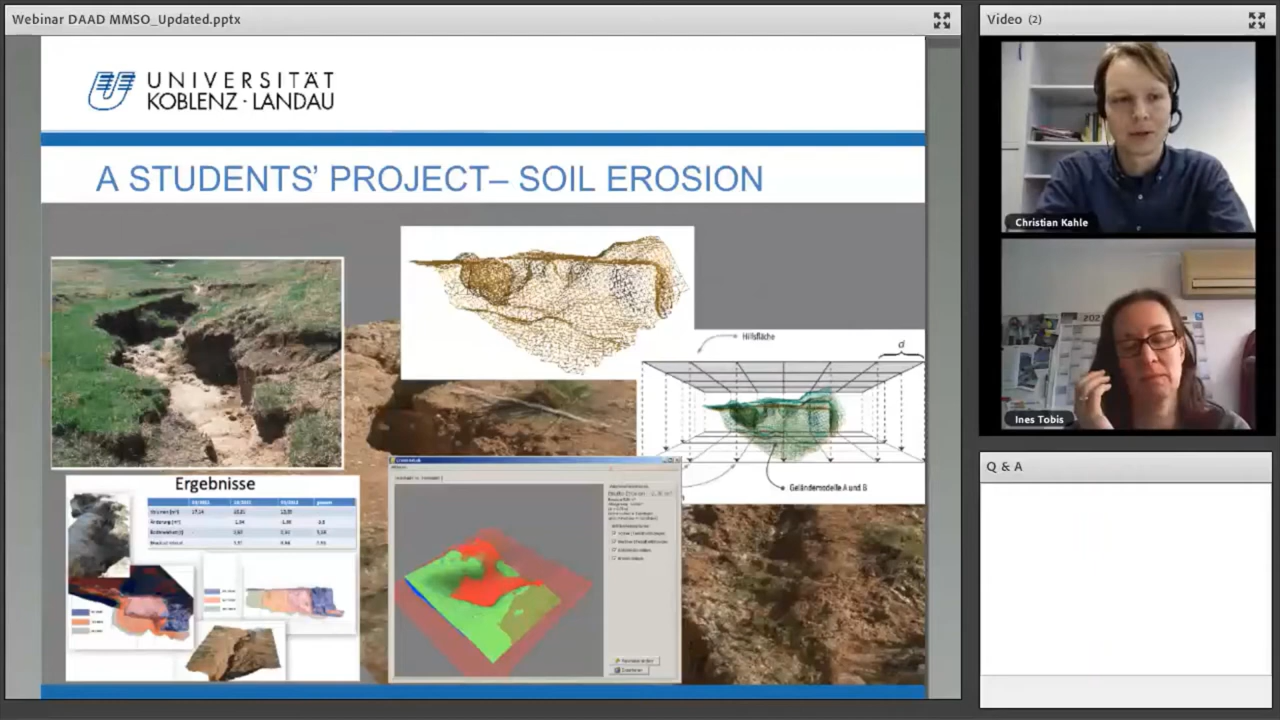 Webinar DAAD MMSO_Updated.pptx
UNIVERSITÄT
KOBLENZ · LANDAU
A STUDENTS' PROJECT– SOIL EROSION
Hilfsfläche
d
Geländemodelle A und B
Ergebnisse
Video (2)
Christian Kahle
Ines Tobis
Q & A